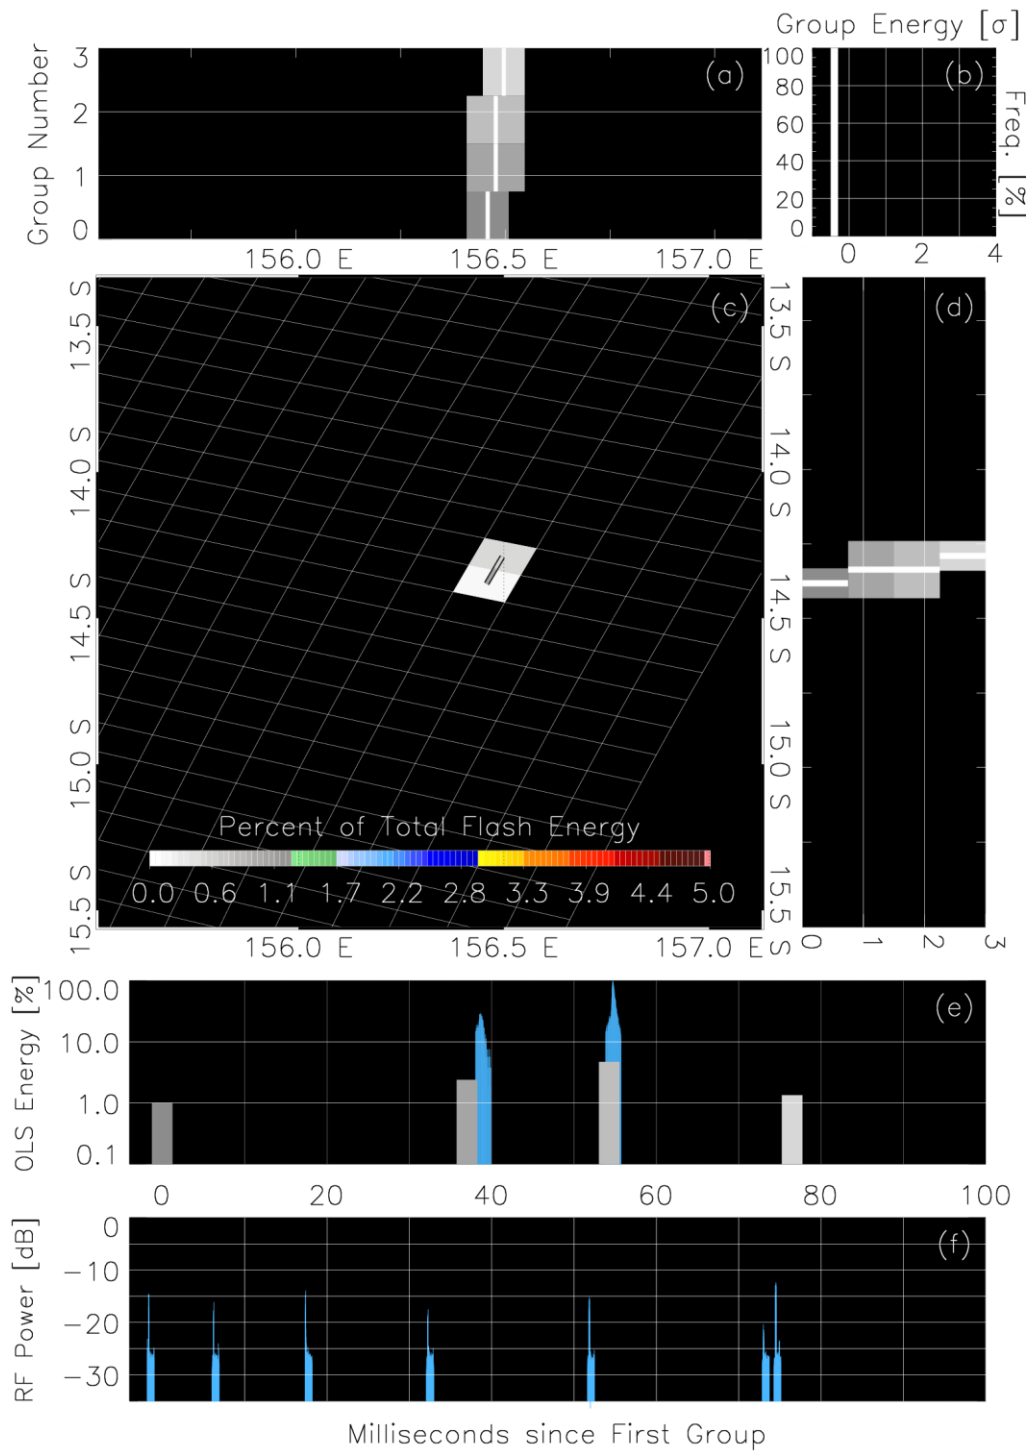 Group Energy [σ]
Group Number
3
2
1
0
(a)
100
80
60
40
20
0
(b)
Freq. [%]
156.0 E
156.5 E
157.0 E
0
2
4
13.5 S
14.0 S
14.5 S
15.0 S
15.5 S
(c)
13.5 S
14.0 S
14.5 S
15.0 S
15.5 S
(d)
Percent of Total Flash Energy
0.0 0.6 1.1 1.7 2.2 2.8 3.3 3.9 4.4 5.0
156.0 E
156.5 E
157.0 E
0
1
2
3
OLS Energy [%]
100.0
10.0
1.0
0.1
(e)
0
20
40
60
80
100
RF Power [dB]
0
−10
−20
−30
(f)
Milliseconds since First Group